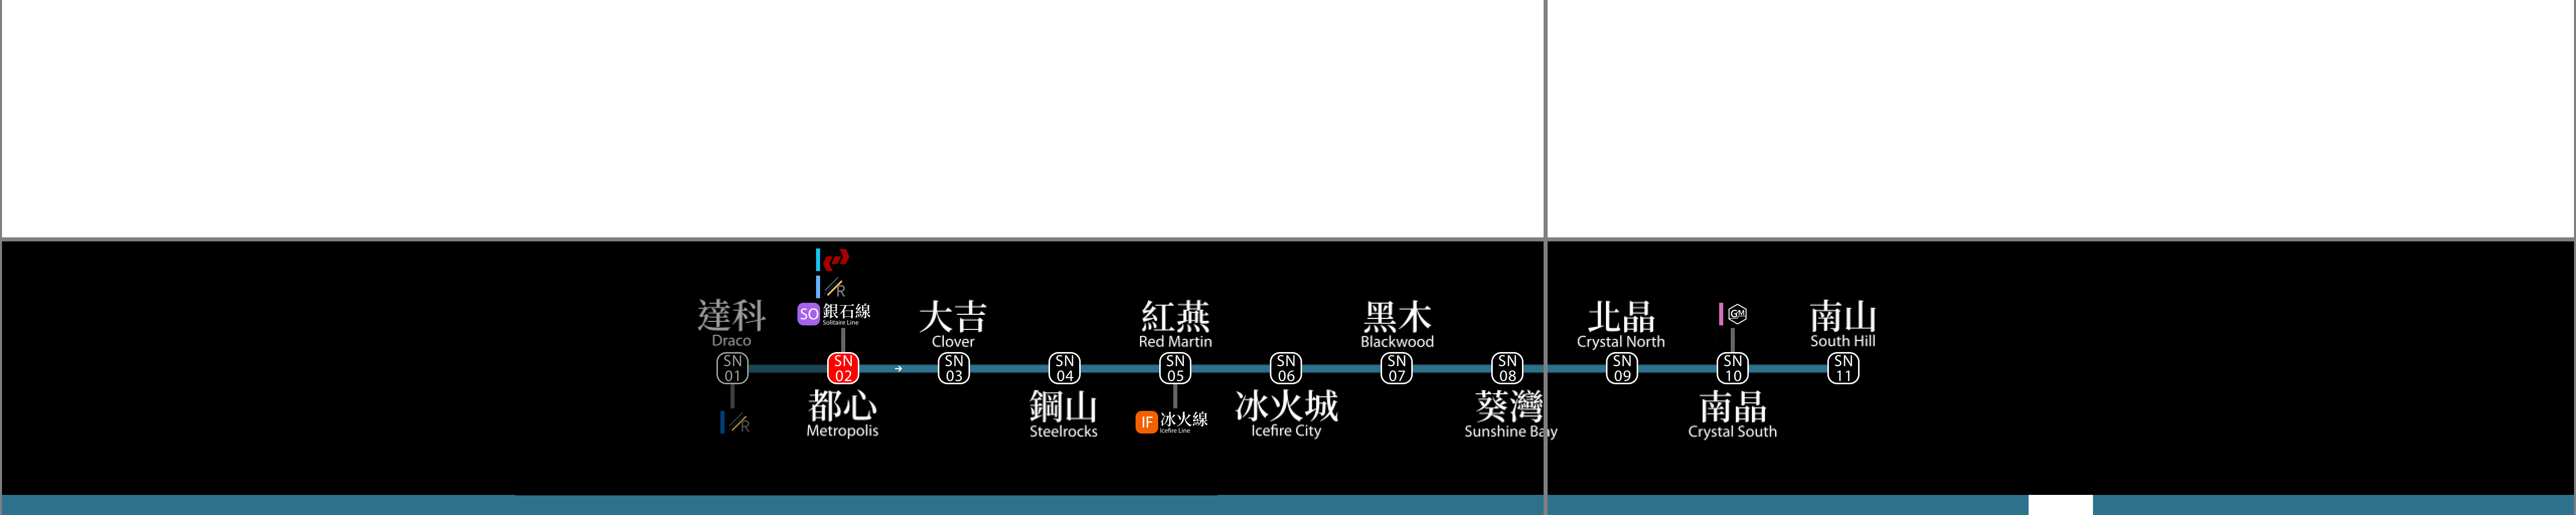 達科
Draco
SN
01
R
R
SO 銀石線
Solitaire Line
SN
02
都心
Metropolis
→
大吉
Clover
SN
03
SN
04
鋼山
Steelrocks
紅燕
Red Martin
SN
05
IF 冰火線
Icefire Line
SN
06
冰火城
Icefire City
黑木
Blackwood
SN
07
SN
08
葵灣
Sunshine Bay
北晶
Crystal North
SN
09
GM
SN
10
南晶
Crystal South
南山
South Hill
SN
11